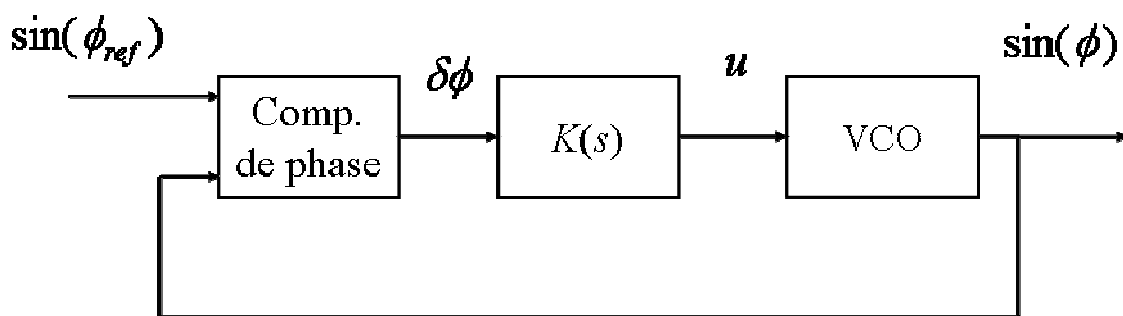 sin(ϕref)
δϕ
u
sin(ϕ)
Comp.
de phase
K(s)
VCO